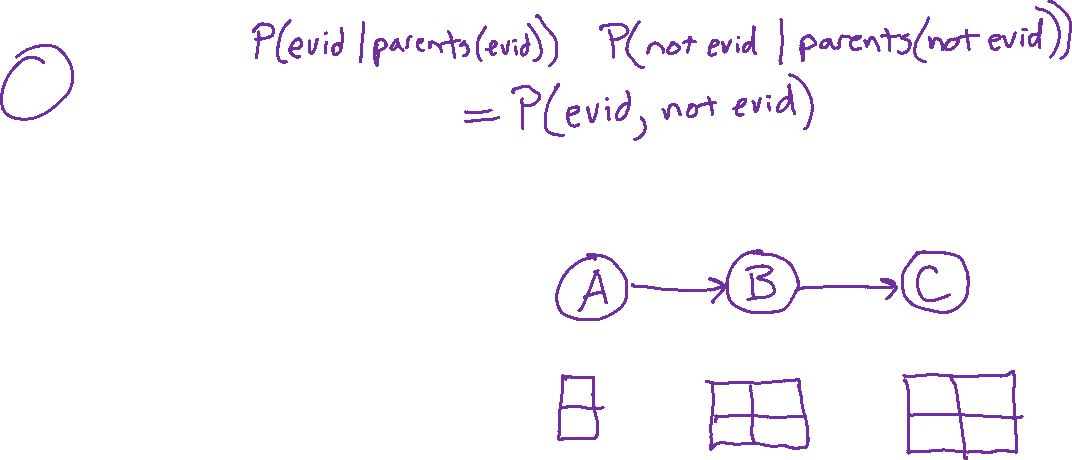 P(evid | parents(evid)) P(not evid | parents(not evid))
= P(evid, not evid)
A B C